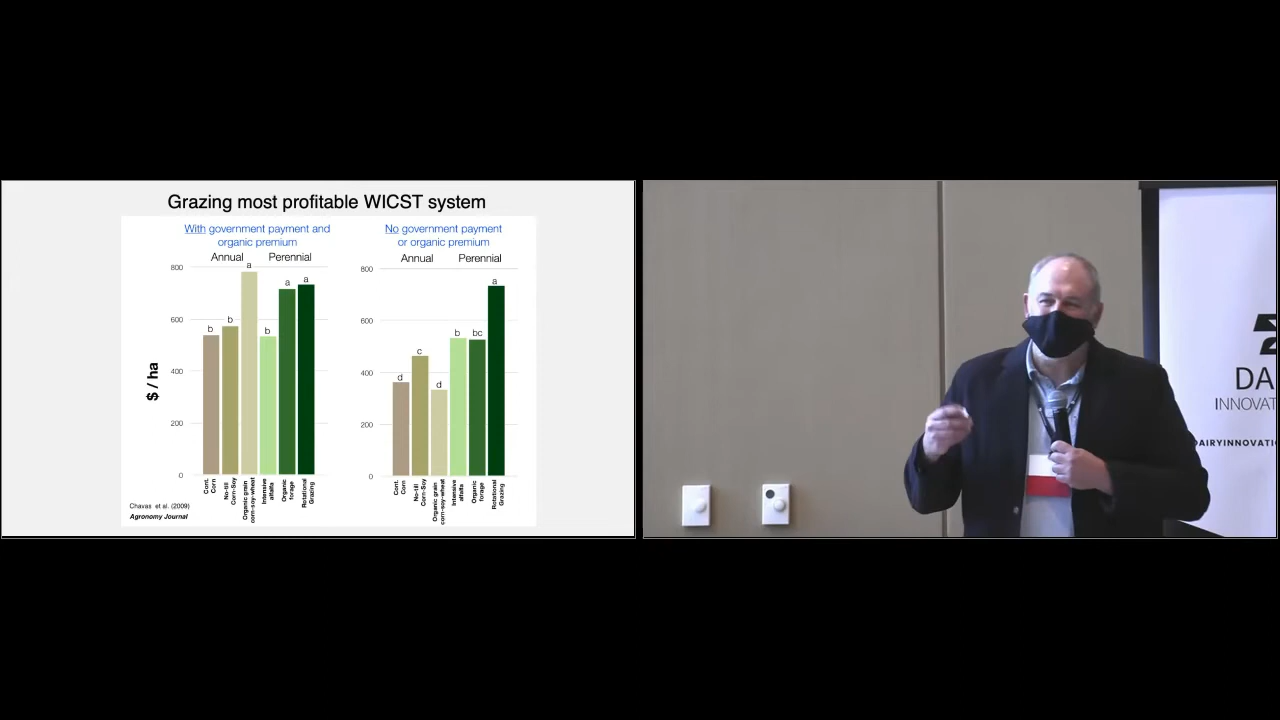 Grazing most profitable WICST system
With government payment and
organic premium
Annual
Perennial
800
600
400
200
0
$ / ha
a
b
b
b
a
a
Cont.
Corn
No-till
Corn-Soy
Organic grain
corn-soy-wheat
Intensive
alfalfa
Organic
forage
Rotational
Grazing
No government payment
or organic premium
Annual
Perennial
800
600
400
200
0
d
c
d
b
bc
a
Cont.
Corn
No-till
Corn-Soy
Organic grain
corn-soy-wheat
Intensive
alfalfa
Organic
forage
Rotational
Grazing
Chavas et al. (2009)
Agronomy Journal
DA
INNOVAT
DAIRYINNOVATI